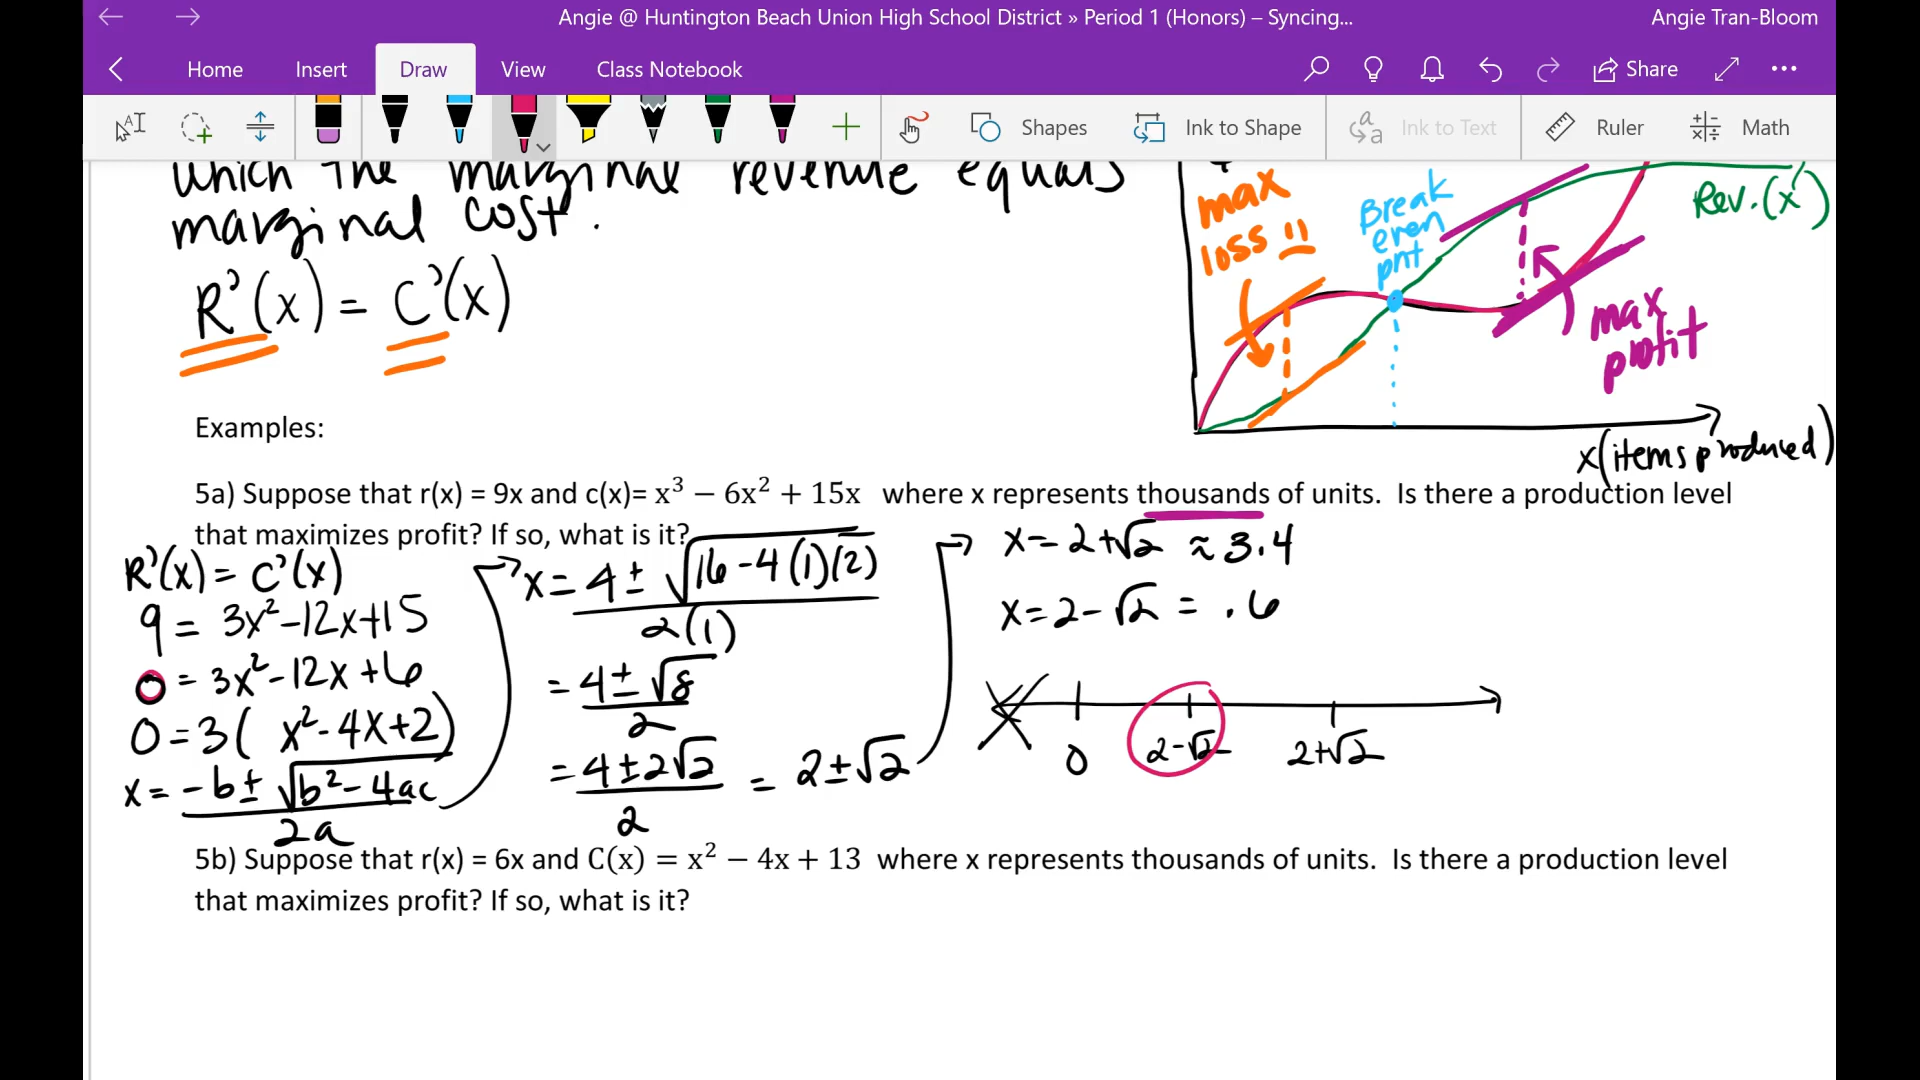 Angie @ Huntington Beach Union High School District » Period 1 (Honors) – Syncing...
Angie Tran-Bloom
Home Insert Draw View Class Notebook Share
Shapes Ink to Shape Ink to Text Ruler Math
which the marginal revenue equals
marginal cost.
R'(x) = C'(x)
max
loss !!
Break
even
pnt
Rev.(x)
max
profit
x(items produced)
Examples:
5a) Suppose that r(x) = 9x and c(x)= x³ − 6x² + 15x where x represents thousands of units. Is there a production level
that maximizes profit? If so, what is it?
R'(x) = C'(x)
9 = 3x²-12x+15
0 = 3x²-12x+6
0 = 3( x²-4x+2)
x = -b ± √b²-4ac
2a
x = 4 ± √16-4(1)(2)
2(1)
= 4 ± √8
2
= 4 ± 2√2
2
= 2 ± √2
x = 2+√2 ≈ 3.4
x = 2-√2 = .6
0 2-√2 2+√2
5b) Suppose that r(x) = 6x and C(x) = x² − 4x + 13 where x represents thousands of units. Is there a production level
that maximizes profit? If so, what is it?